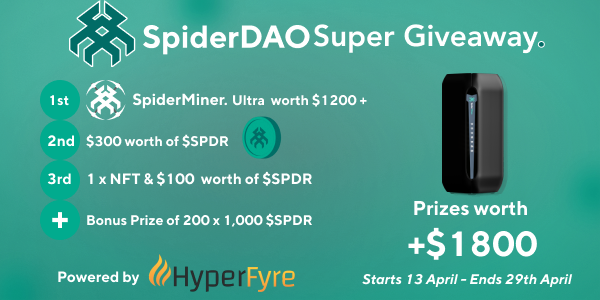 SpiderDAO Super Giveaway.
1st SpiderMiner. Ultra worth $1200+
2nd $300 worth of $SPDR
3rd 1 x NFT & $100 worth of $SPDR
+ Bonus Prize of 200 x 1,000 $SPDR
Prizes worth
+$1800
Powered by HyperFyre
Starts 13 April - Ends 29th April